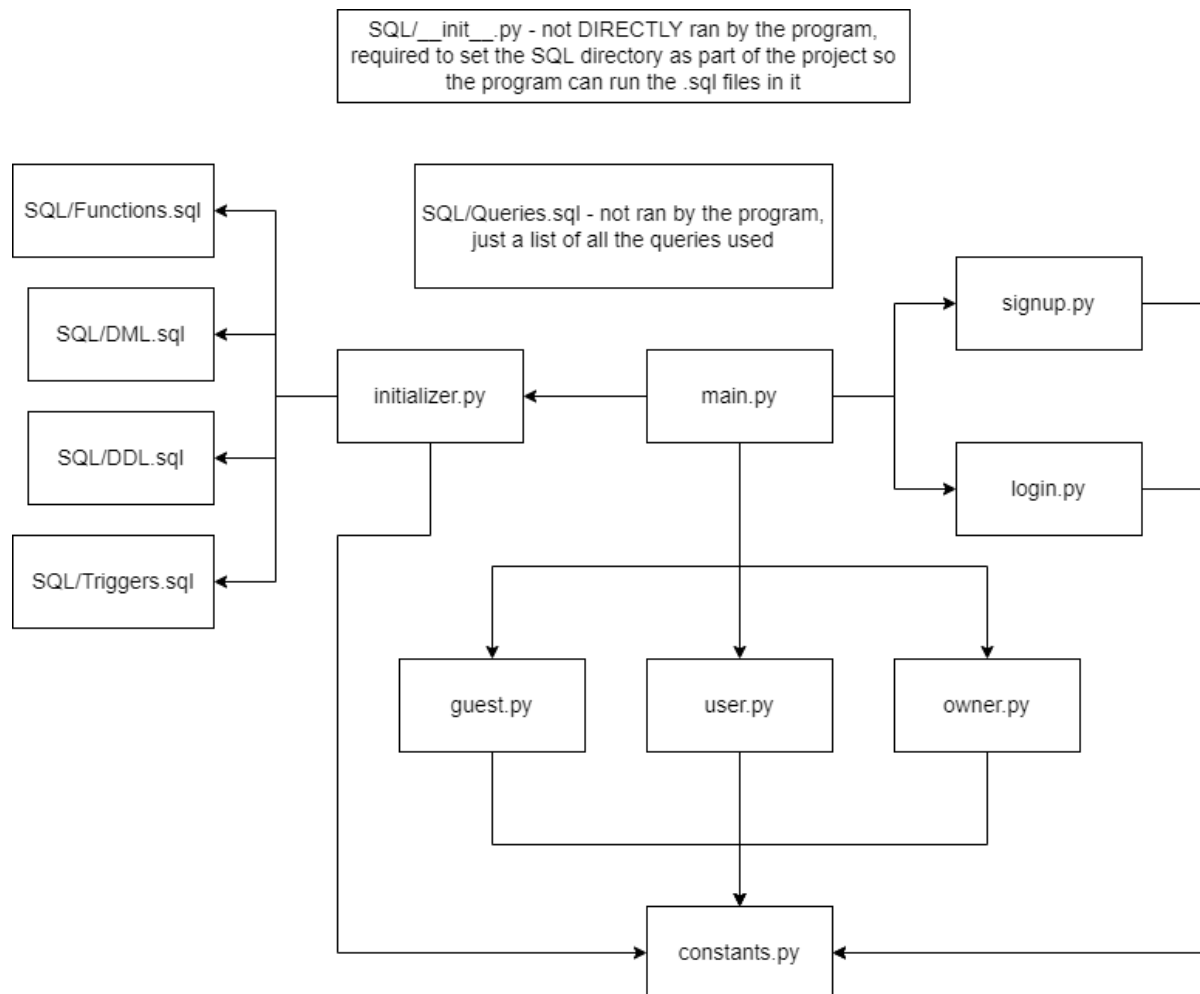 SQL/__init__.py - not DIRECTLY ran by the program,
required to set the SQL directory as part of the project so
the program can run the .sql files in it
SQL/Functions.sql
SQL/Queries.sql - not ran by the program,
just a list of all the queries used
signup.py
SQL/DML.sql
initializer.py
main.py
SQL/DDL.sql
login.py
SQL/Triggers.sql
guest.py
user.py
owner.py
constants.py